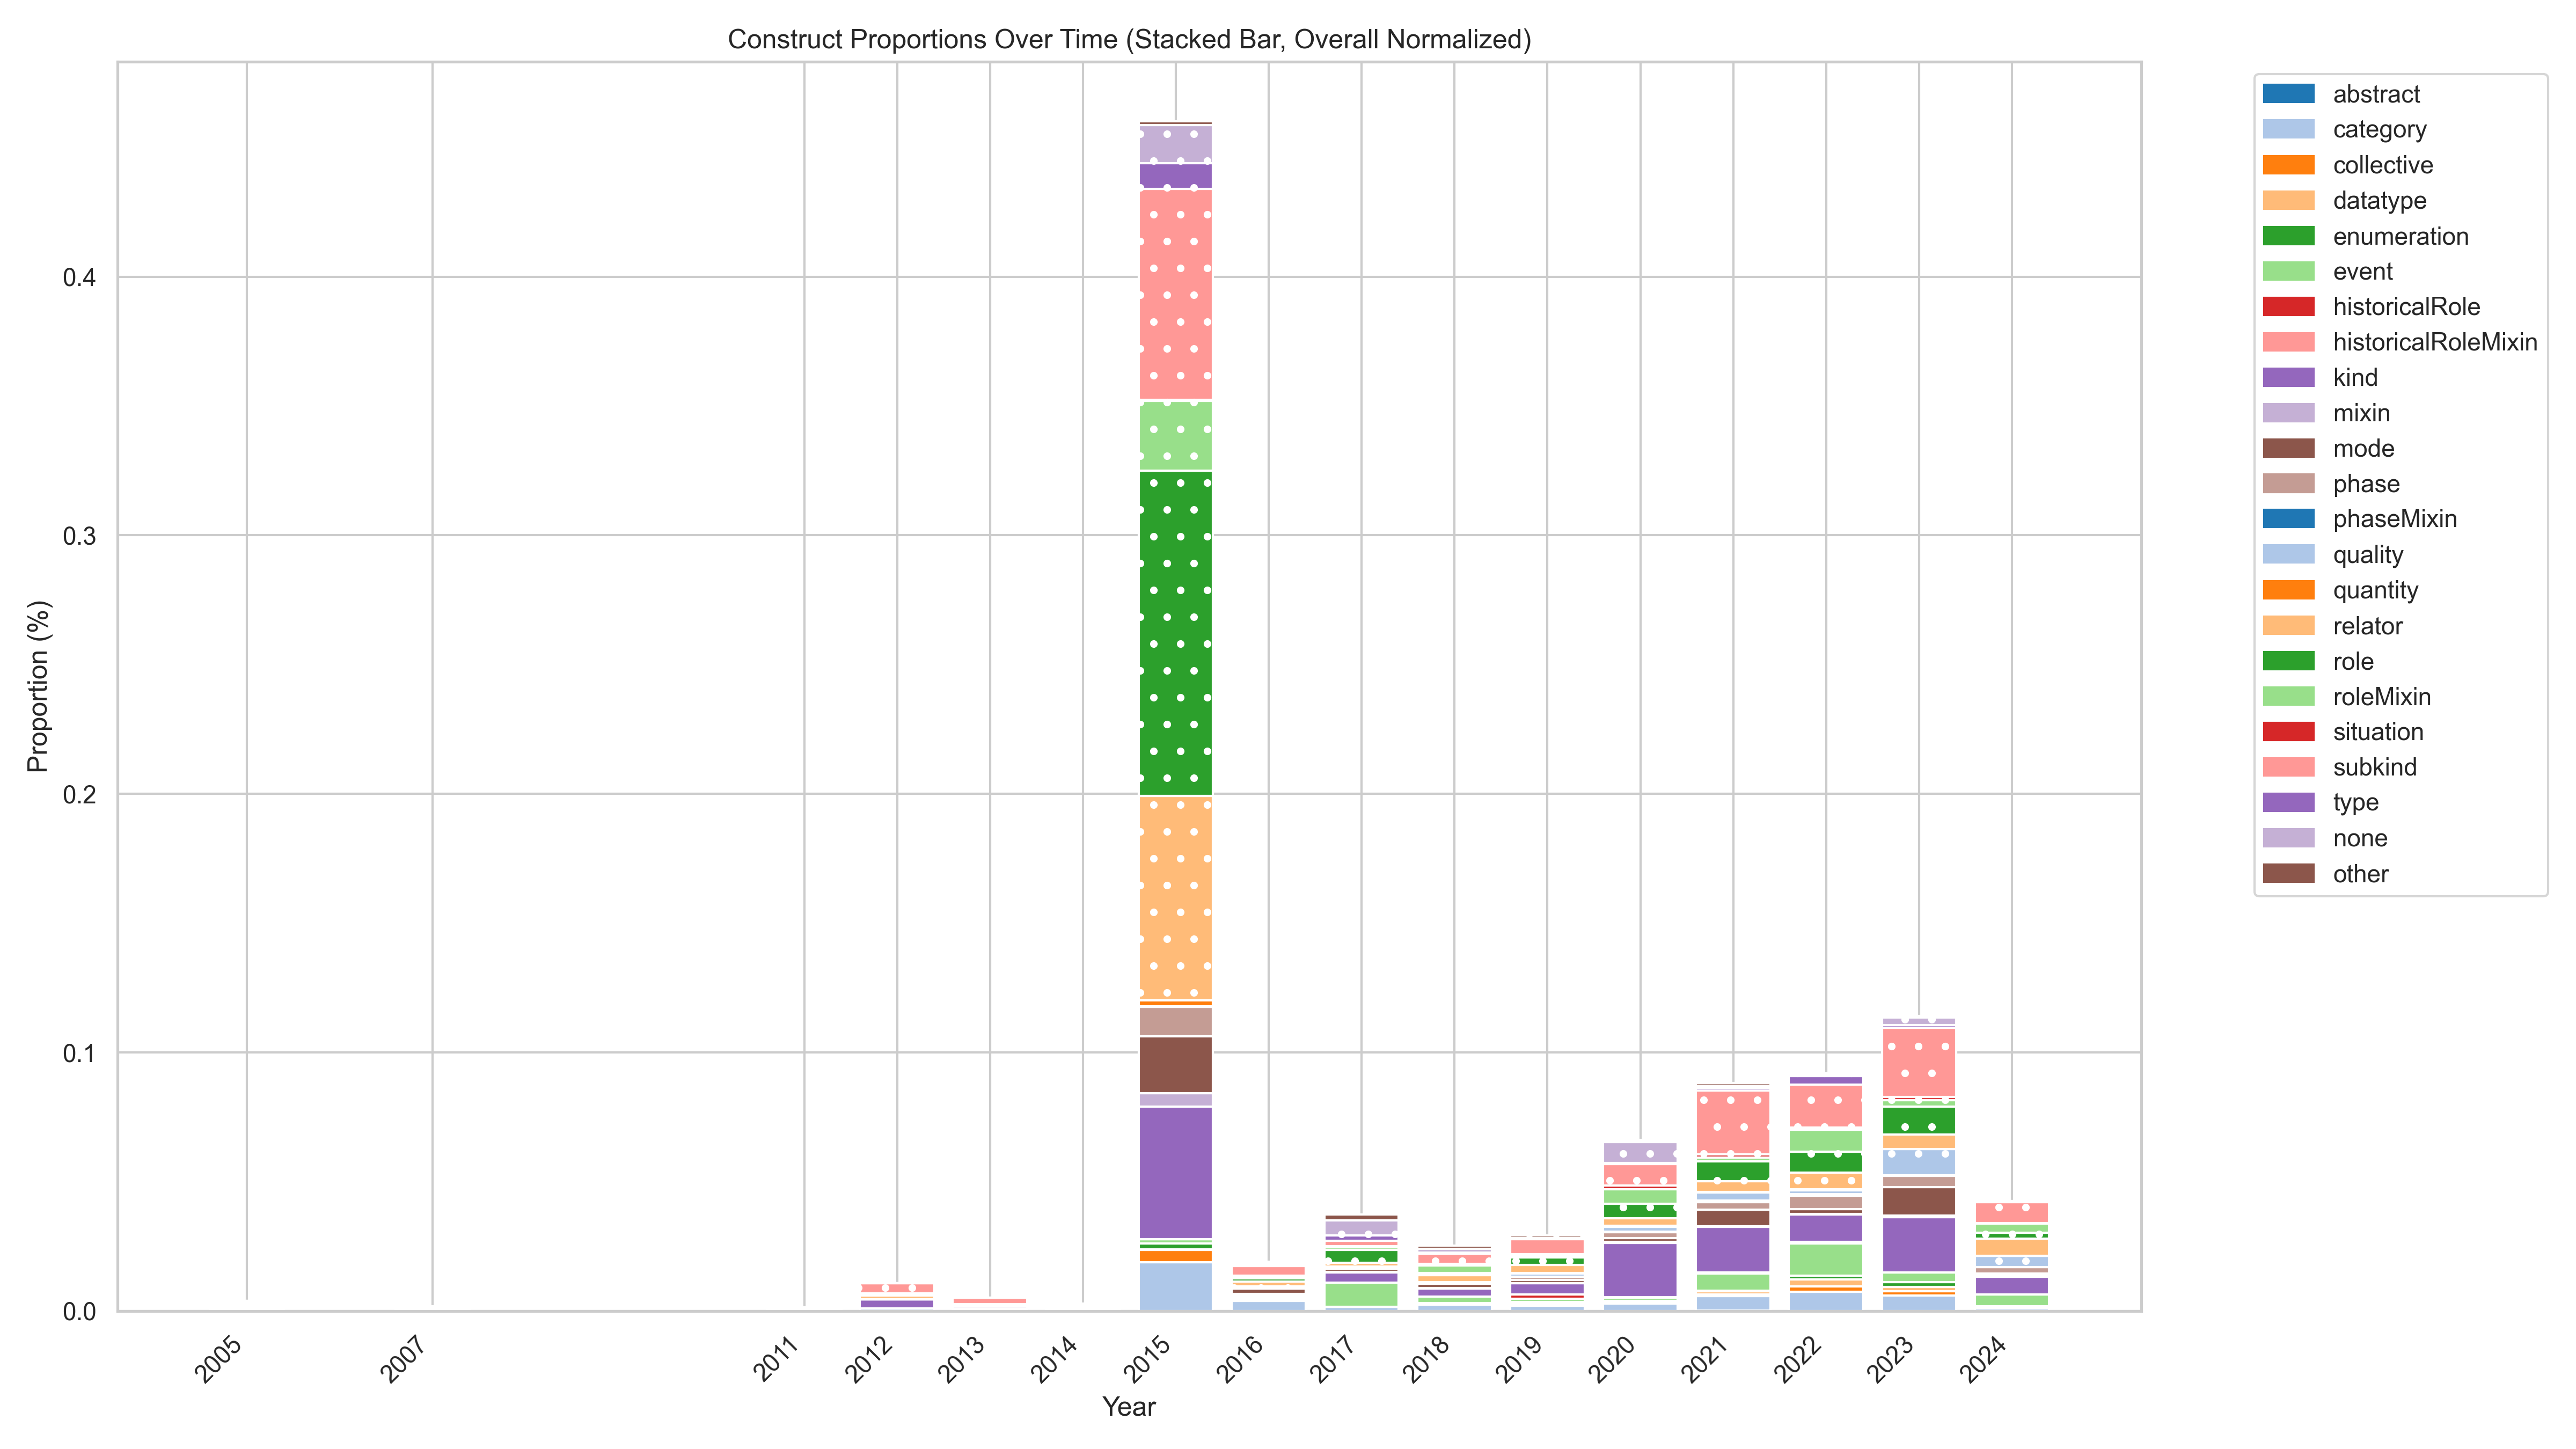 Construct Proportions Over Time (Stacked Bar, Overall Normalized)
Proportion (%)
0.4
0.3
0.2
0.1
0.0
2005
2007
2011
2012
2013
2014
2015
2016
2017
2018
2019
2020
2021
2022
2023
2024
Year
abstract
category
collective
datatype
enumeration
event
historicalRole
historicalRoleMixin
kind
mixin
mode
phase
phaseMixin
quality
quantity
relator
role
roleMixin
situation
subkind
type
none
other